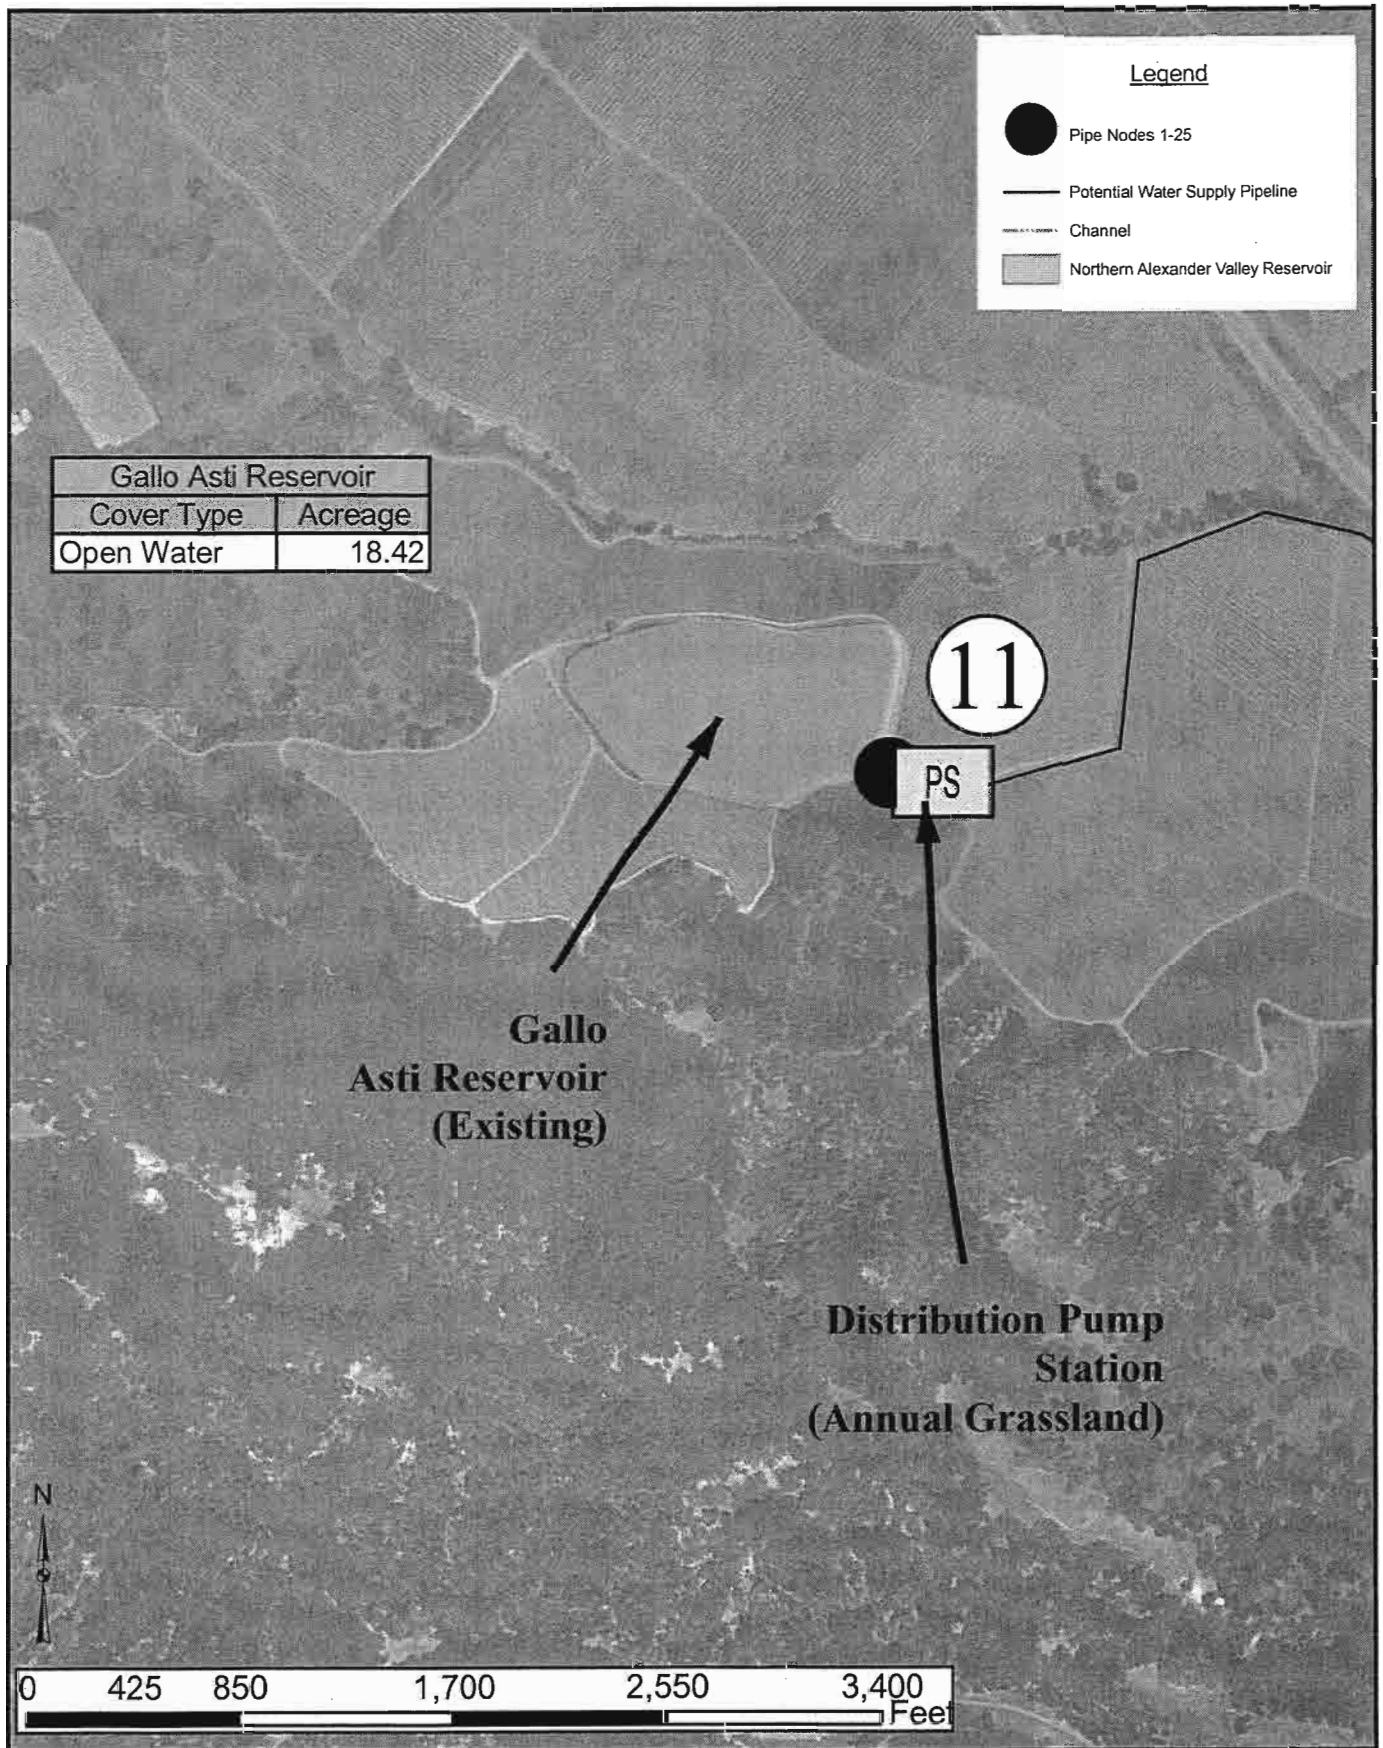 Legend
Pipe Nodes 1-25
Potential Water Supply Pipeline
Channel
Northern Alexander Valley Reservoir
Gallo Asti Reservoir
Cover Type Acreage
Open Water 18.42
11
PS
Gallo
Asti Reservoir
(Existing)
Distribution Pump
Station
(Annual Grassland)
N
0 425 850 1,700 2,550 3,400
Feet